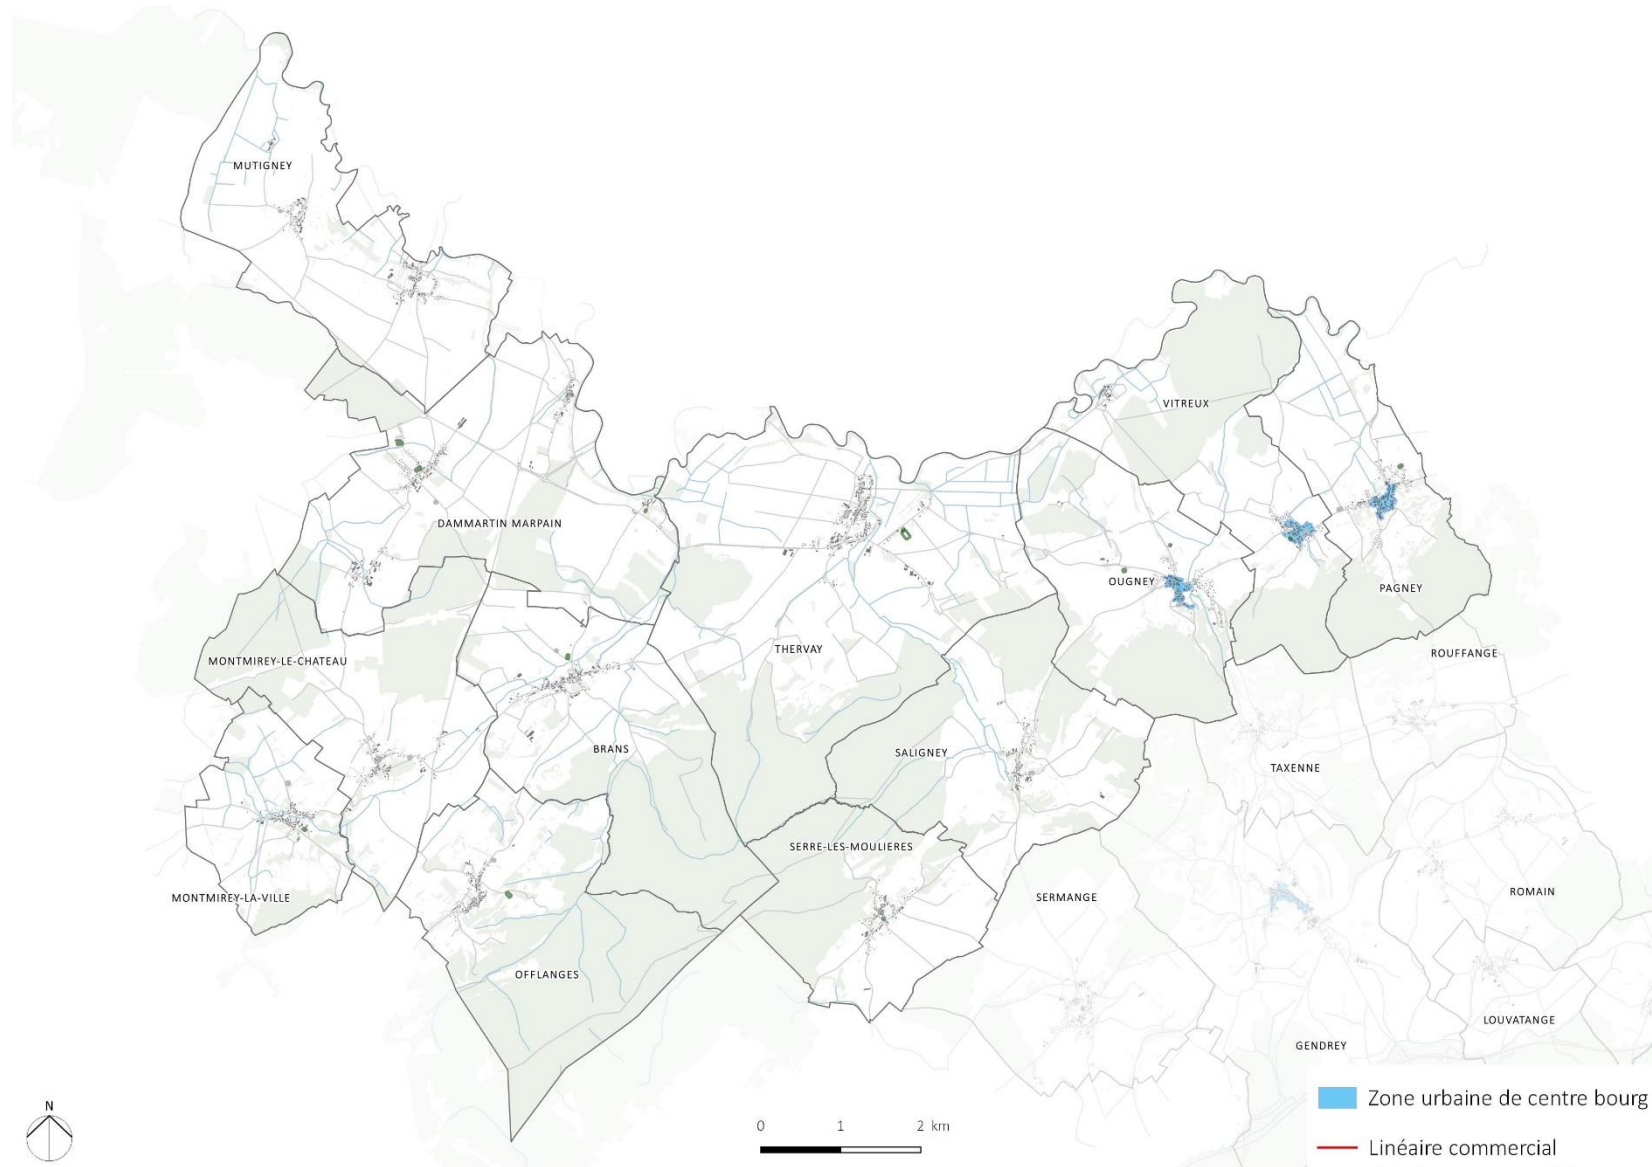 MUTIGNEY
VITREUX
DAMMARTIN MARPAIN
OUGNEY
PAGNEY
THERVAY
ROUFFANGE
MONTMIREY-LE-CHATEAU
BRANS
SALIGNEY
TAXENNE
SERRE-LES-MOULIERES
MONTMIREY-LA-VILLE
SERMANGE
ROMAIN
OFFLANGES
LOUVATANGE
GENDREY
Zone urbaine de centre bourg
Linéaire commercial
N
0 1 2 km